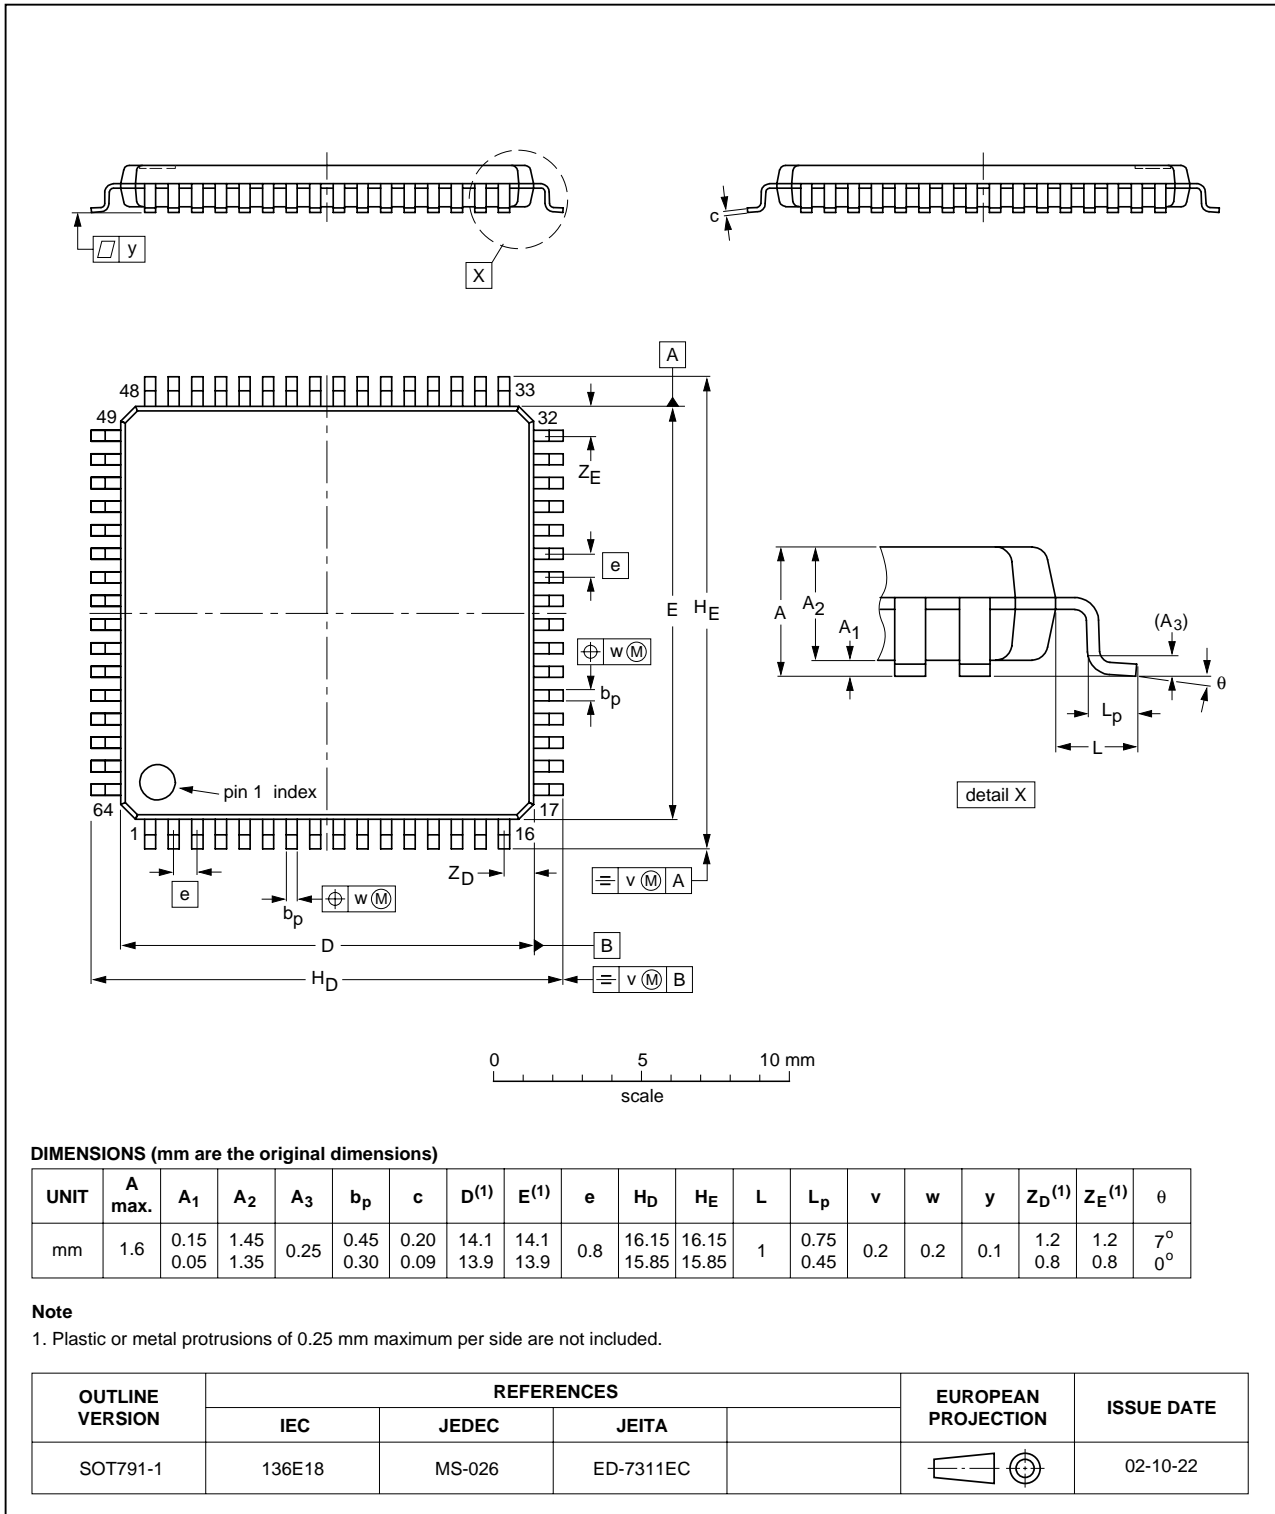 c
y
X
A
48
33
49
32
Z_E
e
E
H_E
w Ⓜ
b_p
pin 1 index
64
17
1
16
Z_D
e
b_p
w Ⓜ
v Ⓜ A
D
B
H_D
v Ⓜ B
A
A_2
A_1
(A_3)
θ
L_p
L
detail X
0 5 10 mm
scale
DIMENSIONS (mm are the original dimensions)
UNIT A max. A_1 A_2 A_3 b_p c D(1) E(1) e H_D H_E L L_p v w y Z_D(1) Z_E(1) θ
mm 1.6 0.15 0.05 1.45 1.35 0.25 0.45 0.30 0.20 0.09 14.1 13.9 14.1 13.9 0.8 16.15 15.85 16.15 15.85 1 0.75 0.45 0.2 0.2 0.1 1.2 0.8 1.2 0.8 7° 0°
Note
1. Plastic or metal protrusions of 0.25 mm maximum per side are not included.
OUTLINE VERSION REFERENCES EUROPEAN PROJECTION ISSUE DATE
IEC JEDEC JEITA
SOT791-1 136E18 MS-026 ED-7311EC 02-10-22